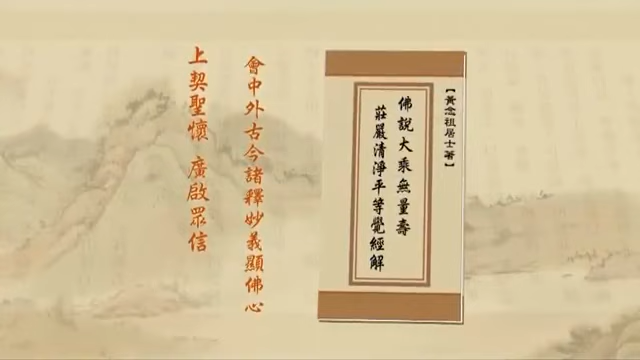 【黃念祖居士著】
佛說大乘無量壽
莊嚴清淨平等覺經解
會中外古今諸釋妙義顯佛心
上契聖懷 廣啟眾信